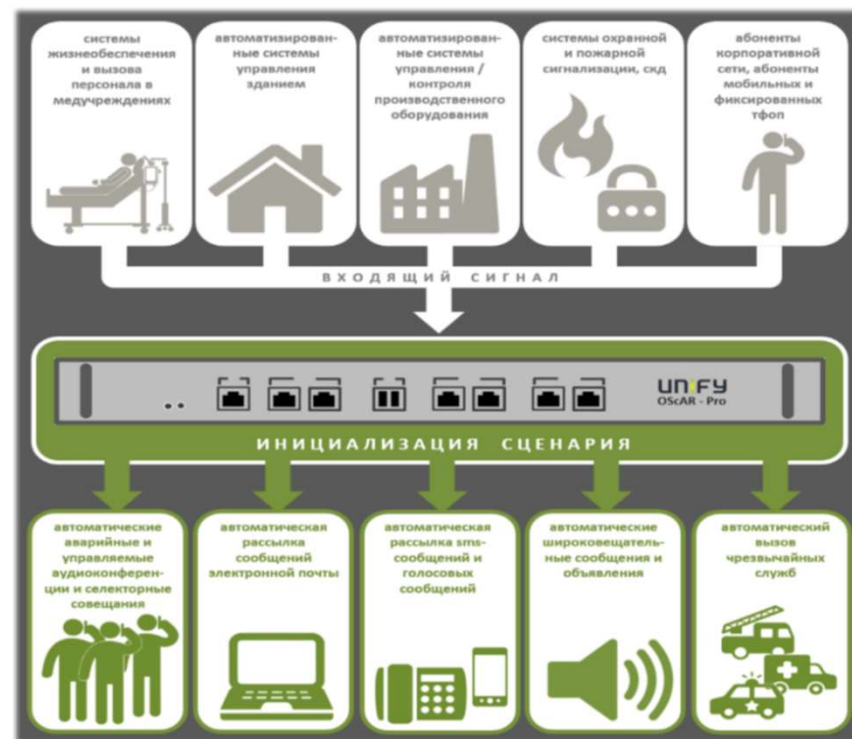 системы
жизнеобеспечения
и вызова
персонала в
медучреждениях
автоматизирован-
ные системы
управления
зданием
автоматизирован-
ные системы
управления /
контроля
производственного
оборудования
системы охранной
и пожарной
сигнализации, скд
абоненты
корпоративной
сети, абоненты
мобильных и
фиксированных
тфоп
ВХОДЯЩИЙ СИГНАЛ
UNIFY
OScAR - Pro
ИНИЦИАЛИЗАЦИЯ СЦЕНАРИЯ
автоматические
аварийные и
управляемые
аудиоконферен-
ции и селекторные
совещания
автоматическая
рассылка
сообщений
электронной почты
автоматическая
рассылка sms-
сообщений и
голосовых
сообщений
автоматические
широковещатель-
ные сообщения и
объявления
автоматический
вызов
чрезвычайных
служб